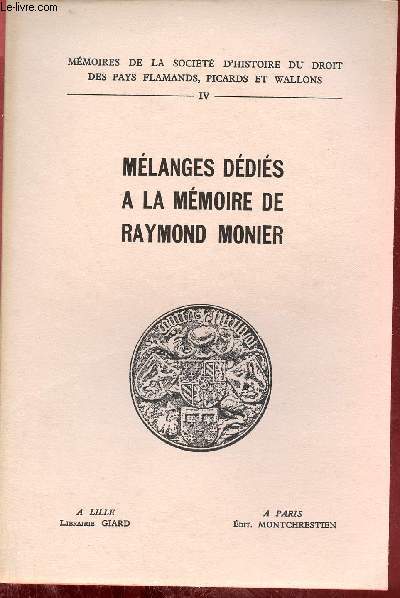 Le-livre.com
MÉMOIRES DE LA SOCIÉTÉ D'HISTOIRE DU DROIT
DES PAYS FLAMANDS, PICARDS ET WALLONS
IV
MÉLANGES DÉDIÉS
A LA MÉMOIRE DE
RAYMOND MONIER
A LILLE
LIBRAIRIE GIARD
A PARIS
ÉDIT. MONTCHRESTIEN